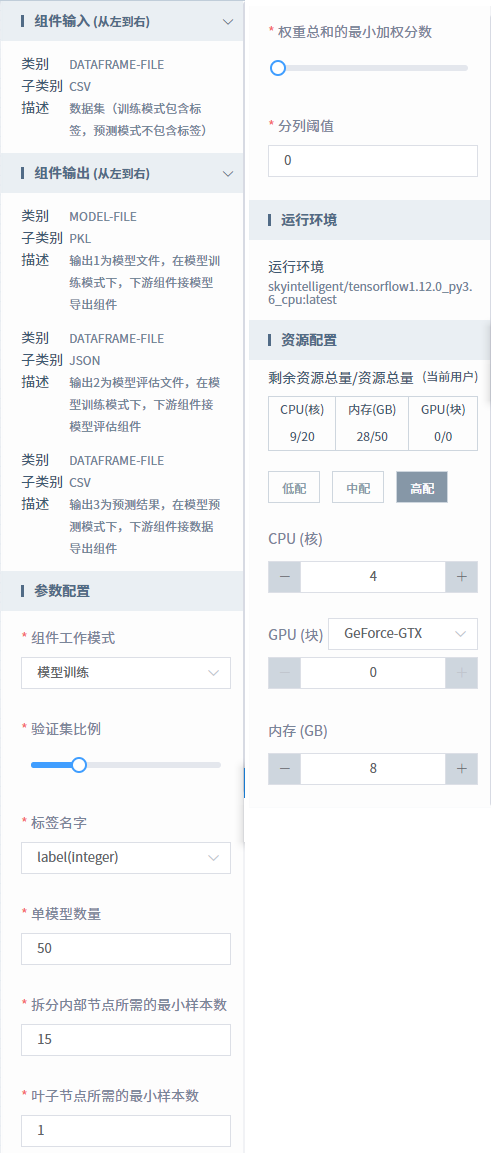 组件输入 (从左到右)
类别 DATAFRAME-FILE
子类别 CSV
描述 数据集（训练模式包含标
签，预测模式不包含标签）
组件输出 (从左到右)
类别 MODEL-FILE
子类别 PKL
描述 输出1为模型文件，在模型训
练模式下，下游组件接模型
导出组件
类别 DATAFRAME-FILE
子类别 JSON
描述 输出2为模型评估文件，在模
型训练模式下，下游组件接
模型评估组件
类别 DATAFRAME-FILE
子类别 CSV
描述 输出3为预测结果，在模型预
测模式下，下游组件接数据
导出组件
参数配置
* 组件工作模式
模型训练
* 验证集比例
* 标签名字
label(integer)
* 单模型数量
50
* 拆分内部节点所需的最小样本数
15
* 叶子节点所需的最小样本数
1
* 权重总和的最小加权分数
* 分列阈值
0
运行环境
运行环境
skyintelligent/tensorflow1.12.0_py3.
6_cpu:latest
资源配置
剩余资源总量/资源总量 (当前用户)
CPU(核) 内存(GB) GPU(块)
9/20 28/50 0/0
低配 中配 高配
CPU (核)
− 4 +
GPU (块) GeForce-GTX
− 0 +
内存 (GB)
− 8 +